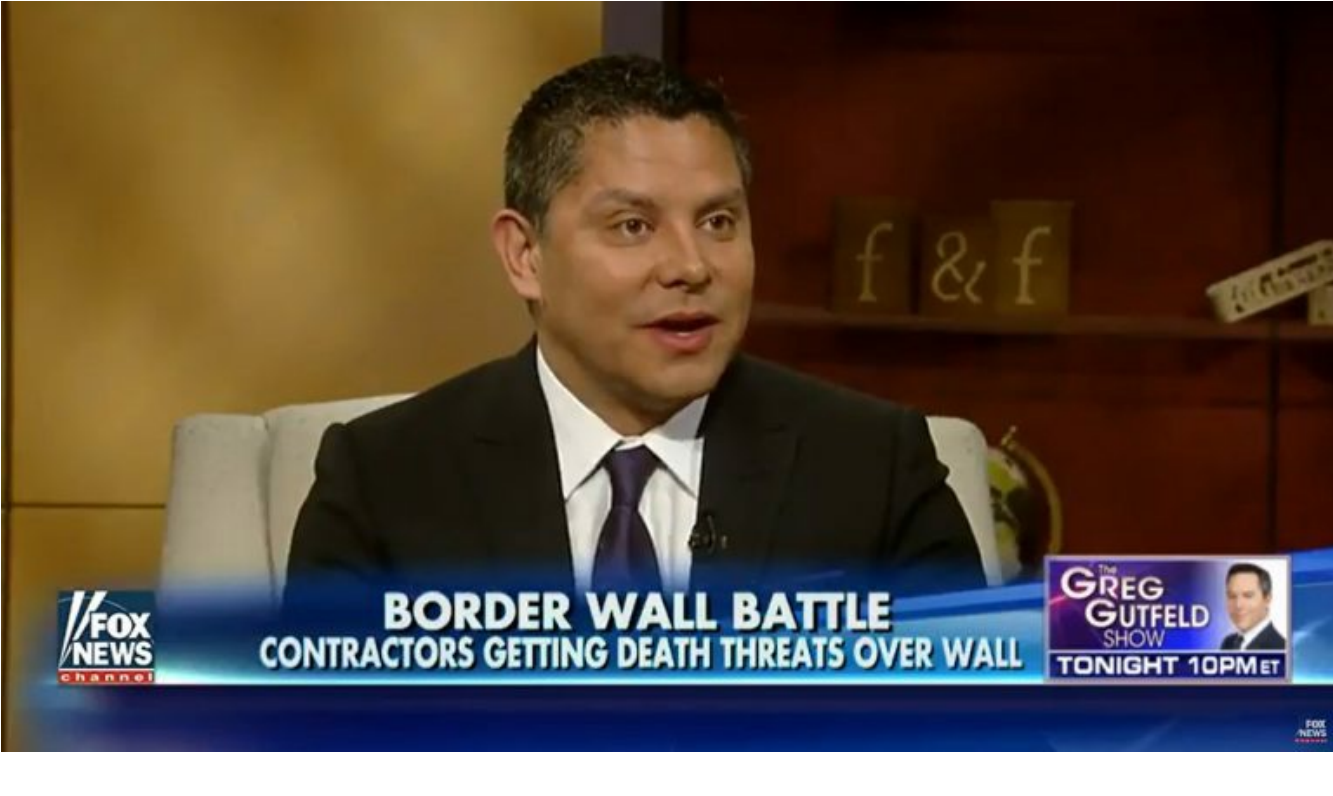 f & f
BORDER WALL BATTLE
CONTRACTORS GETTING DEATH THREATS OVER WALL
FOX
NEWS
channel
The
GREG
GUTFELD
SHOW
TONIGHT 10PM ET
FOX
NEWS
channel